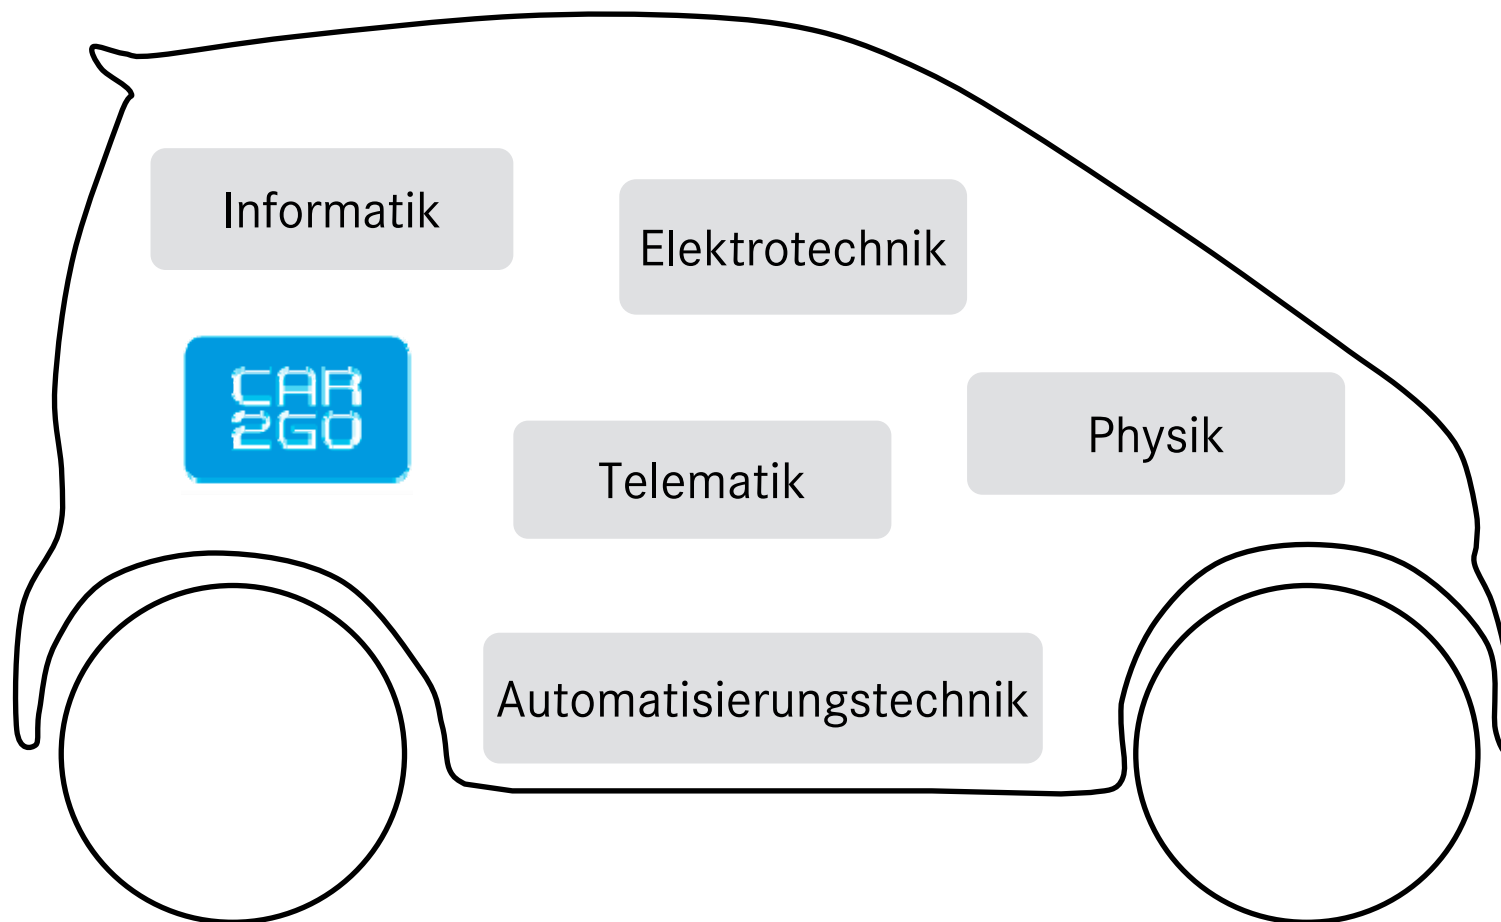 Informatik
Elektrotechnik
CAR
2GO
Physik
Telematik
Automatisierungstechnik